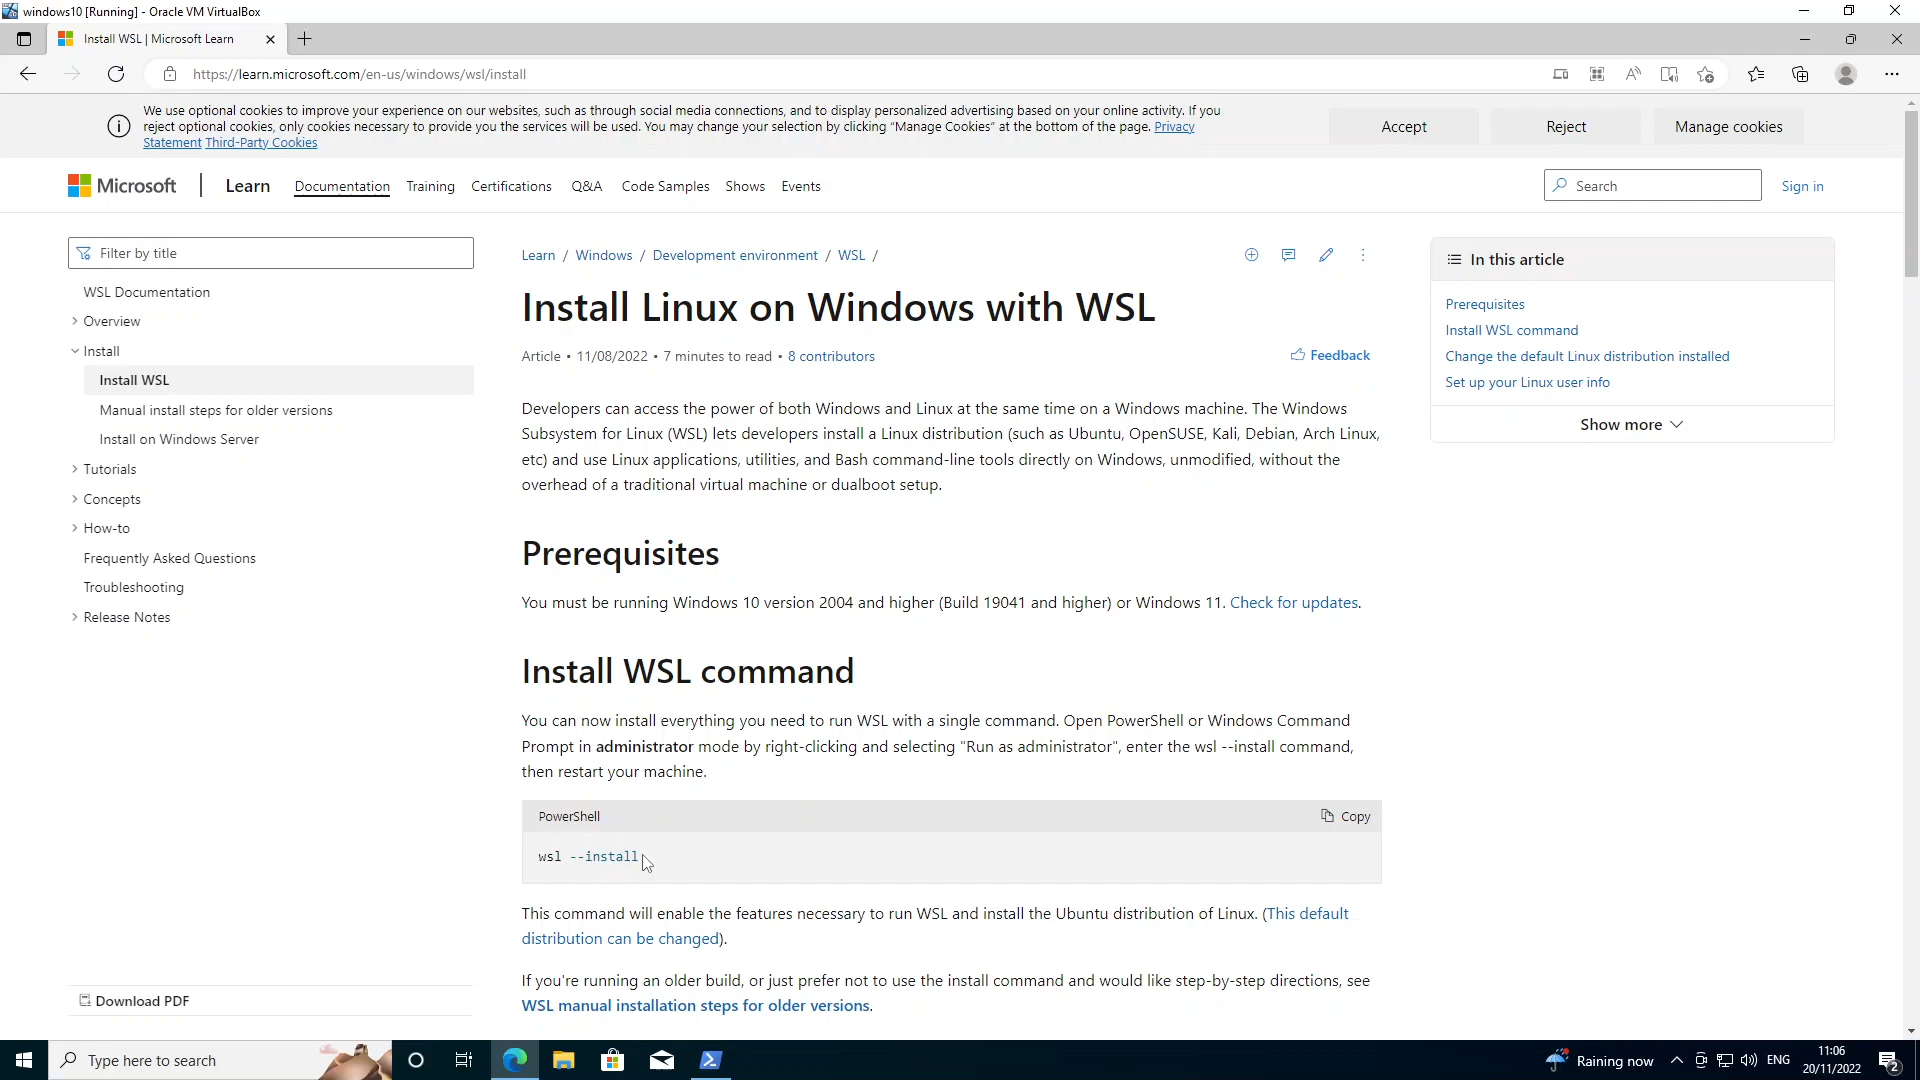 windows10 [Running] - Oracle VM VirtualBox
Install WSL | Microsoft Learn
https://learn.microsoft.com/en-us/windows/wsl/install
We use optional cookies to improve your experience on our websites, such as through social media connections, and to display personalized advertising based on your online activity. If you
reject optional cookies, only cookies necessary to provide you the services will be used. You may change your selection by clicking “Manage Cookies” at the bottom of the page. Privacy
Statement Third-Party Cookies
Accept
Reject
Manage cookies
Microsoft
Learn
Documentation
Training
Certifications
Q&A
Code Samples
Shows
Events
Search
Sign in
Filter by title
WSL Documentation
Overview
Install
Install WSL
Manual install steps for older versions
Install on Windows Server
Tutorials
Concepts
How-to
Frequently Asked Questions
Troubleshooting
Release Notes
Download PDF
Learn / Windows / Development environment / WSL /
Install Linux on Windows with WSL
Article • 11/08/2022 • 7 minutes to read • 8 contributors
Feedback
Developers can access the power of both Windows and Linux at the same time on a Windows machine. The Windows
Subsystem for Linux (WSL) lets developers install a Linux distribution (such as Ubuntu, OpenSUSE, Kali, Debian, Arch Linux,
etc) and use Linux applications, utilities, and Bash command-line tools directly on Windows, unmodified, without the
overhead of a traditional virtual machine or dualboot setup.
Prerequisites
You must be running Windows 10 version 2004 and higher (Build 19041 and higher) or Windows 11. Check for updates.
Install WSL command
You can now install everything you need to run WSL with a single command. Open PowerShell or Windows Command
Prompt in administrator mode by right-clicking and selecting "Run as administrator", enter the wsl --install command,
then restart your machine.
PowerShell
Copy
wsl --install
This command will enable the features necessary to run WSL and install the Ubuntu distribution of Linux. (This default
distribution can be changed).
If you're running an older build, or just prefer not to use the install command and would like step-by-step directions, see
WSL manual installation steps for older versions.
In this article
Prerequisites
Install WSL command
Change the default Linux distribution installed
Set up your Linux user info
Show more
Type here to search
Raining now
ENG
11:06
20/11/2022
2